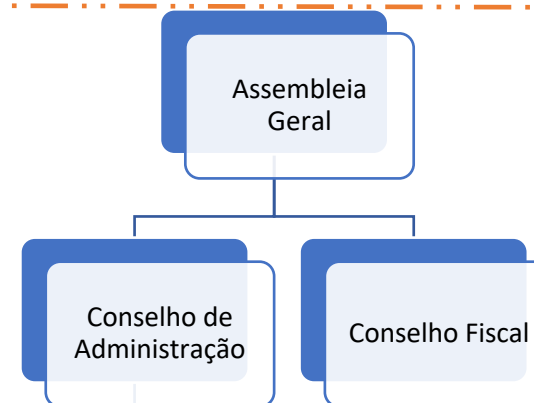 Assembleia
Geral
Conselho de
Administração
Conselho Fiscal